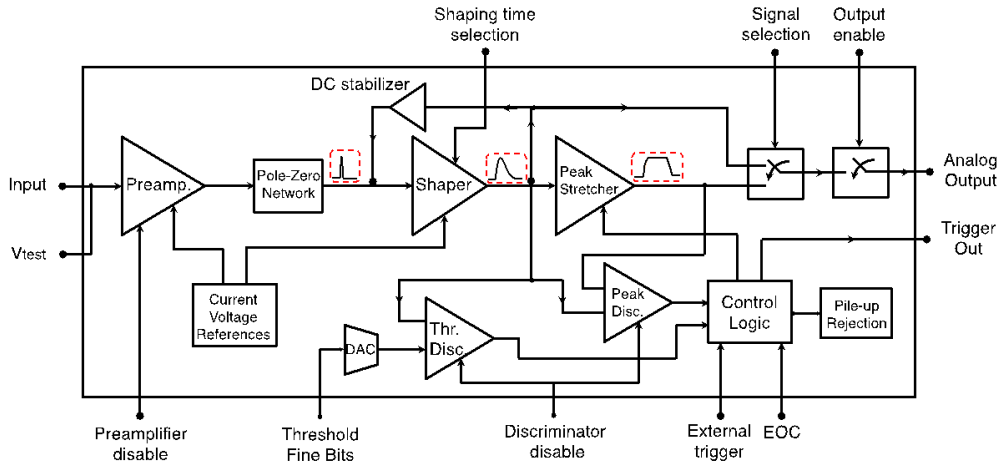 Shaping time
selection
Signal
selection
Output
enable
DC stabilizer
Input
Preamp.
Pole-Zero
Network
Shaper
Peak
Stretcher
Analog
Output
Vtest
Trigger
Out
Current
Voltage
References
DAC
Thr.
Disc.
Peak
Disc.
Control
Logic
Pile-up
Rejection
Preamplifier
disable
Threshold
Fine Bits
Discriminator
disable
External
trigger
EOC